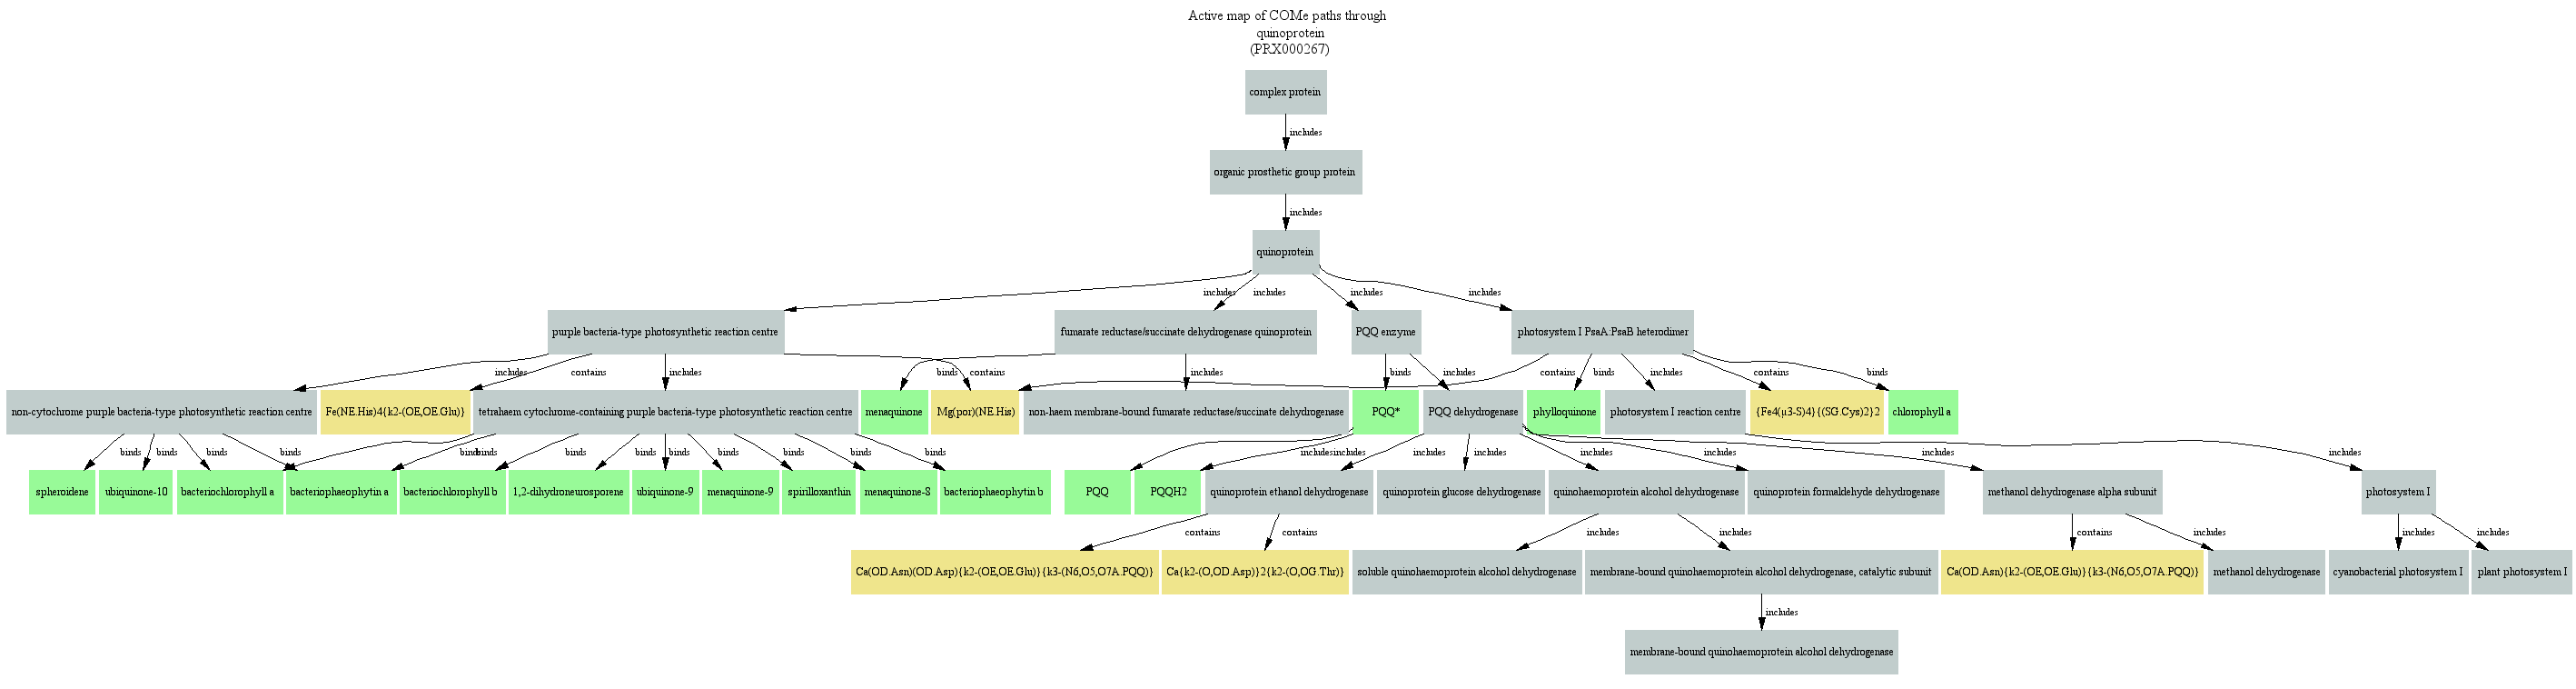 Active map of COMe paths through
quinoprotein
(PRX000267)
complex protein
includes
organic prosthetic group protein
includes
quinoprotein
includes
includes
includes
includes
purple bacteria-type photosynthetic reaction centre
fumarate reductase/succinate dehydrogenase quinoprotein
PQQ enzyme
photosystem I PsaA:PsaB heterodimer
includes
contains
includes
binds
contains
includes
binds
includes
contains
binds
includes
contains
binds
non-cytochrome purple bacteria-type photosynthetic reaction centre
Fe(NE.His)4{k2-(OE,OE.Glu)}
tetrahaem cytochrome-containing purple bacteria-type photosynthetic reaction centre
menaquinone
Mg(por)(NE.His)
non-haem membrane-bound fumarate reductase/succinate dehydrogenase
PQQ*
PQQ dehydrogenase
phylloquinone
photosystem I reaction centre
{Fe4(μ3-S)4}{(SG.Cys)2}2
chlorophyll a
binds
binds
binds
binds
binds
binds
binds
binds
binds
binds
binds
binds
binds
includes
includes
includes
includes
includes
includes
includes
includes
spheroidene
ubiquinone-10
bacteriochlorophyll a
bacteriophaeophytin a
bacteriochlorophyll b
1,2-dihydroneurosporene
ubiquinone-9
menaquinone-9
spirilloxanthin
menaquinone-8
bacteriophaeophytin b
PQQ
PQQH2
quinoprotein ethanol dehydrogenase
quinoprotein glucose dehydrogenase
quinohaemoprotein alcohol dehydrogenase
quinoprotein formaldehyde dehydrogenase
methanol dehydrogenase alpha subunit
photosystem I
contains
contains
includes
includes
contains
includes
includes
includes
Ca(OD.Asn)(OD.Asp){k2-(OE,OE.Glu)}{k3-(N6,O5,O7A.PQQ)}
Ca{k2-(O,OD.Asp)}2{k2-(O,OG.Thr)}
soluble quinohaemoprotein alcohol dehydrogenase
membrane-bound quinohaemoprotein alcohol dehydrogenase, catalytic subunit
Ca(OD.Asn){k2-(OE,OE.Glu)}{k3-(N6,O5,O7A.PQQ)}
methanol dehydrogenase
cyanobacterial photosystem I
plant photosystem I
includes
membrane-bound quinohaemoprotein alcohol dehydrogenase